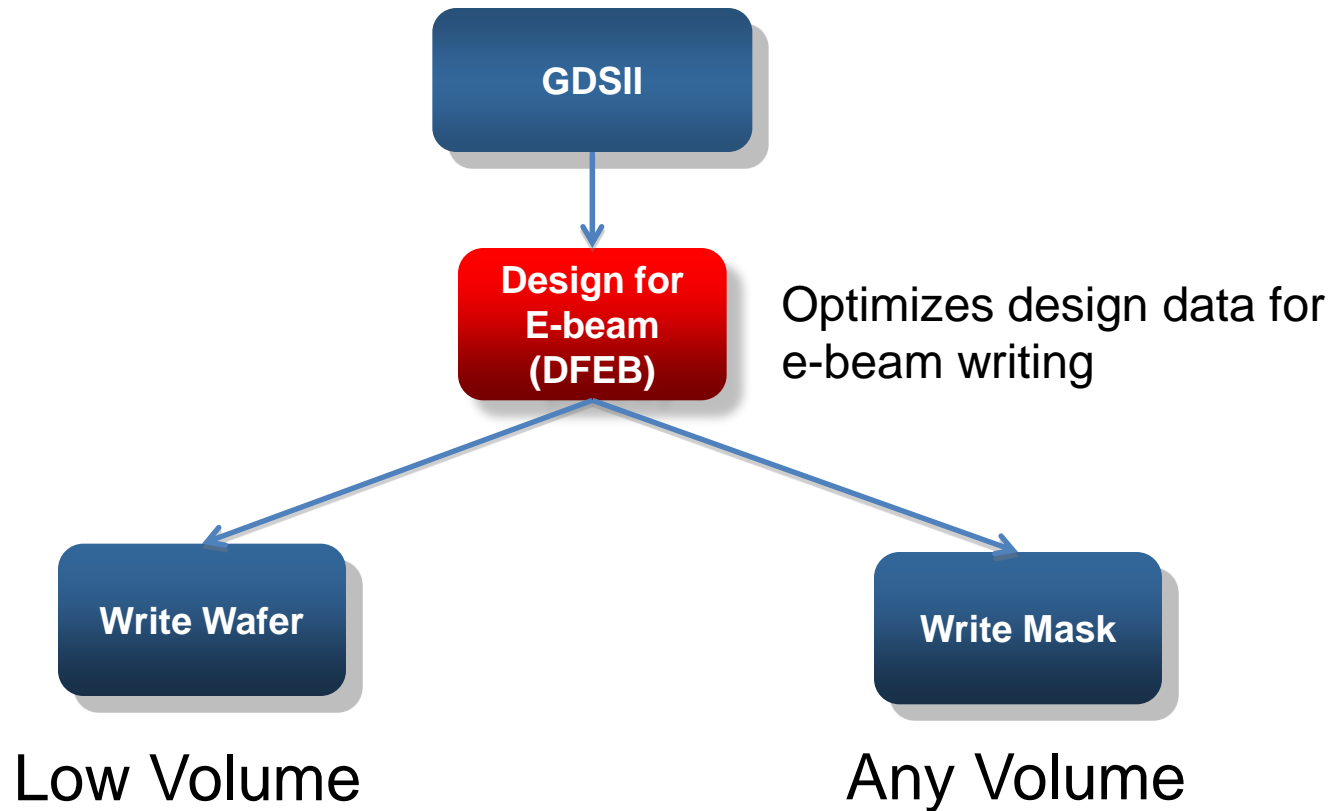 GDSII
Design for
E-beam
(DFEB)
Optimizes design data for
e-beam writing
Write Wafer
Write Mask
Low Volume
Any Volume